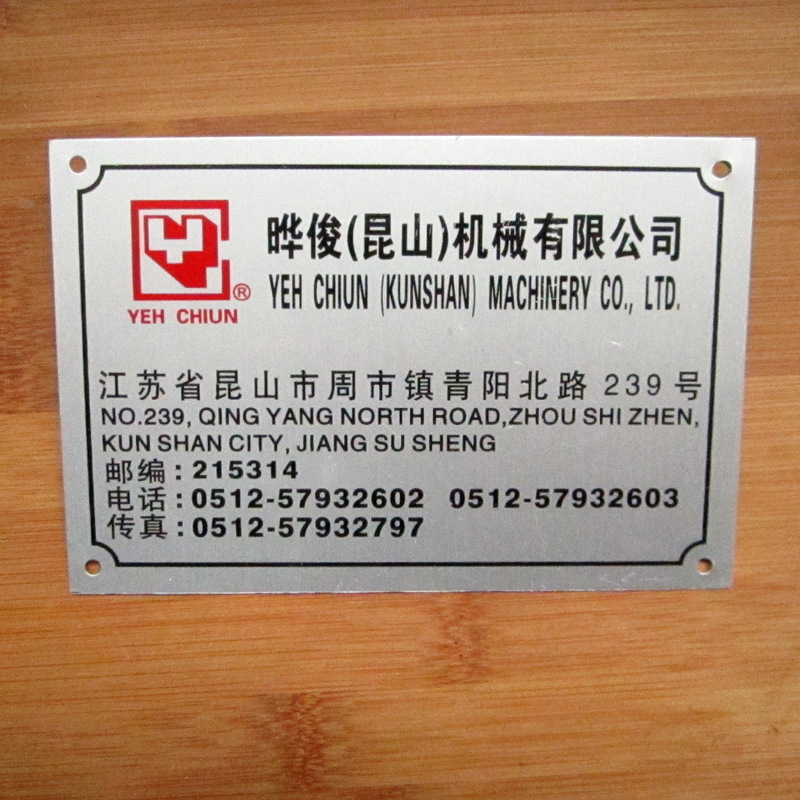 晔俊(昆山)机械有限公司
YEH CHIUN (KUNSHAN) MACHINERY CO., LTD.
®
YEH CHIUN
江苏省昆山市周市镇青阳北路 239 号
NO.239, QING YANG NORTH ROAD,ZHOU SHI ZHEN,
KUN SHAN CITY, JIANG SU SHENG
邮编:215314
电话:0512-57932602 0512-57932603
传真:0512-57932797